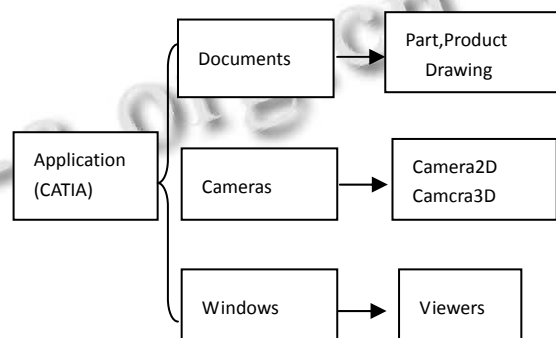 Documents
Part,Product
Drawing
Application
(CATIA)
Cameras
Camera2D
Camcra3D
Windows
Viewers